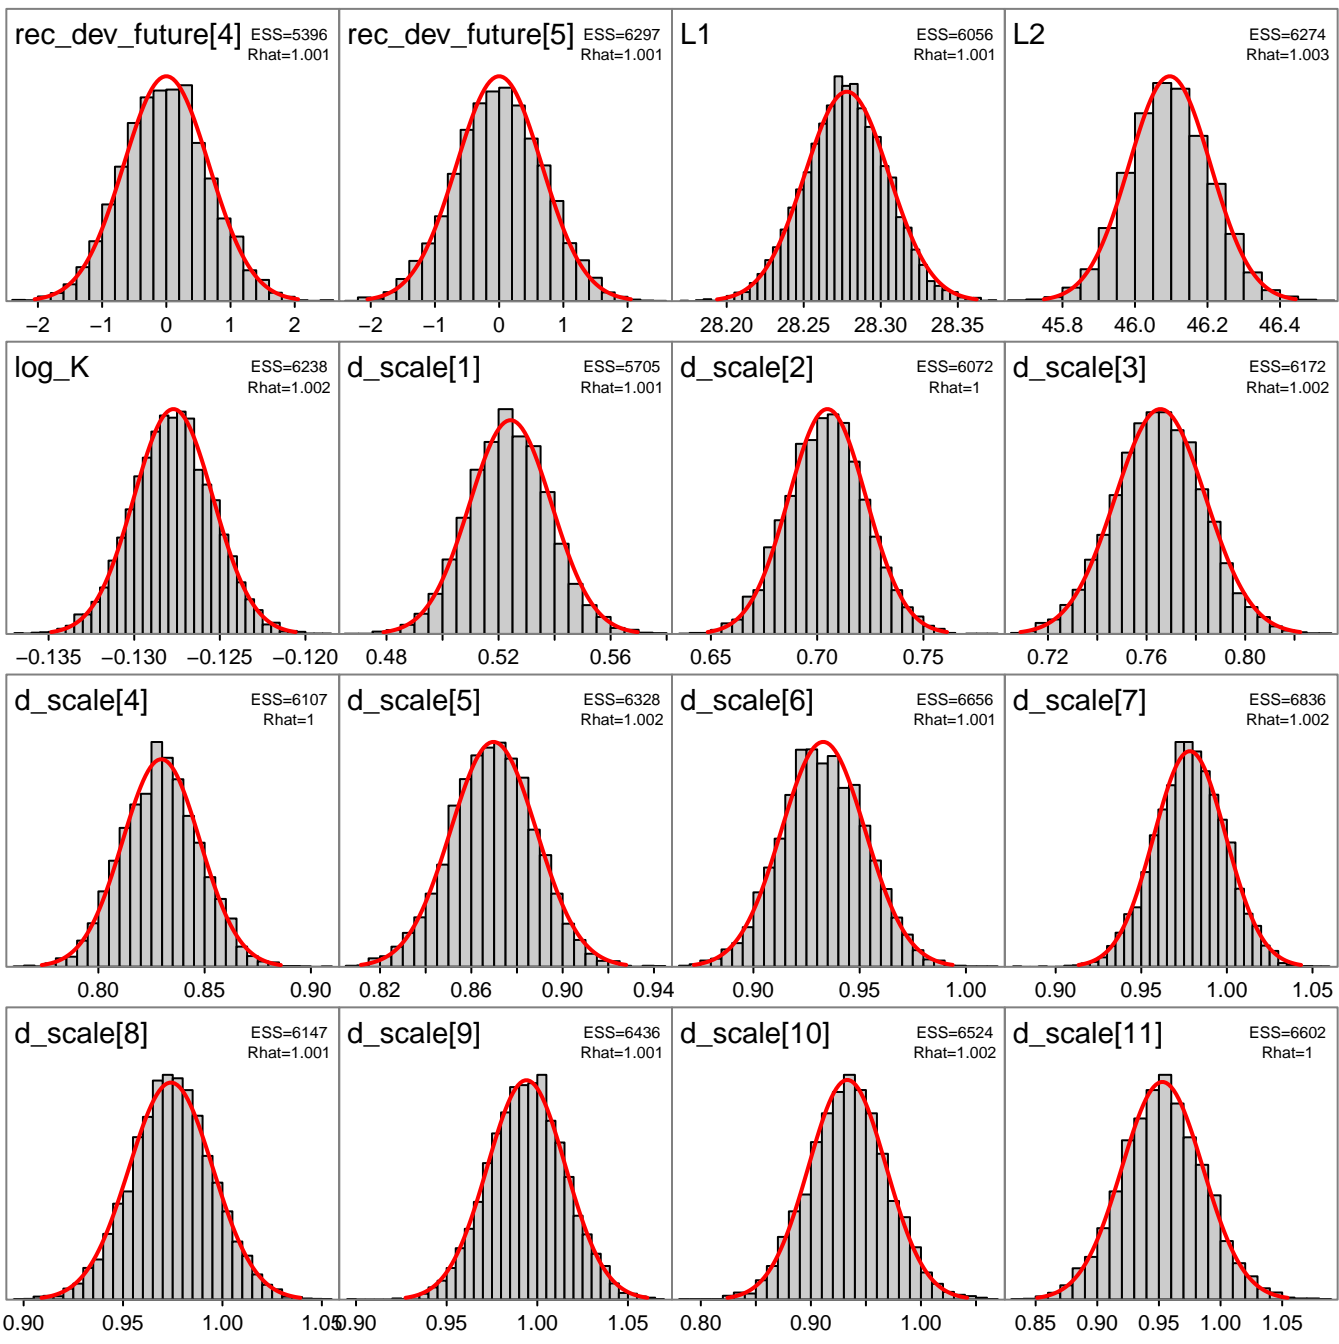 rec_dev_future[4] ESS=5396
Rhat=1.001
rec_dev_future[5] ESS=6297
Rhat=1.001
L1 ESS=6056
Rhat=1.001
L2 ESS=6274
Rhat=1.003
−2 −1 0 1 2
−2 −1 0 1 2
28.20 28.25 28.30 28.35
45.8 46.0 46.2 46.4
log_K ESS=6238
Rhat=1.002
d_scale[1] ESS=5705
Rhat=1.001
d_scale[2] ESS=6072
Rhat=1
d_scale[3] ESS=6172
Rhat=1.002
−0.135 −0.130 −0.125 −0.120
0.48 0.52 0.56
0.65 0.70 0.75
0.72 0.76 0.80
d_scale[4] ESS=6107
Rhat=1
d_scale[5] ESS=6328
Rhat=1.002
d_scale[6] ESS=6656
Rhat=1.001
d_scale[7] ESS=6836
Rhat=1.002
0.80 0.85 0.90
0.82 0.86 0.90 0.94
0.90 0.95 1.00
0.90 0.95 1.00 1.05
d_scale[8] ESS=6147
Rhat=1.001
d_scale[9] ESS=6436
Rhat=1.001
d_scale[10] ESS=6524
Rhat=1.002
d_scale[11] ESS=6602
Rhat=1
0.90 0.95 1.00 1.05
0.90 0.95 1.00 1.05
0.80 0.90 1.00
0.85 0.90 0.95 1.00 1.05